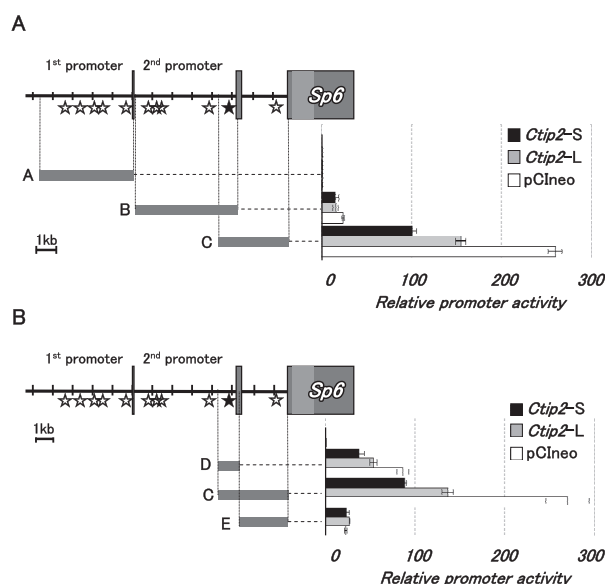 A
1st promoter 2nd promoter
Sp6
Ctip2-S
Ctip2-L
pCIneo
A
B
C
1kb
0 100 200 300
Relative promoter activity
B
1st promoter 2nd promoter
Sp6
1kb
Ctip2-S
Ctip2-L
pCIneo
D
C
E
0 100 200 300
Relative promoter activity